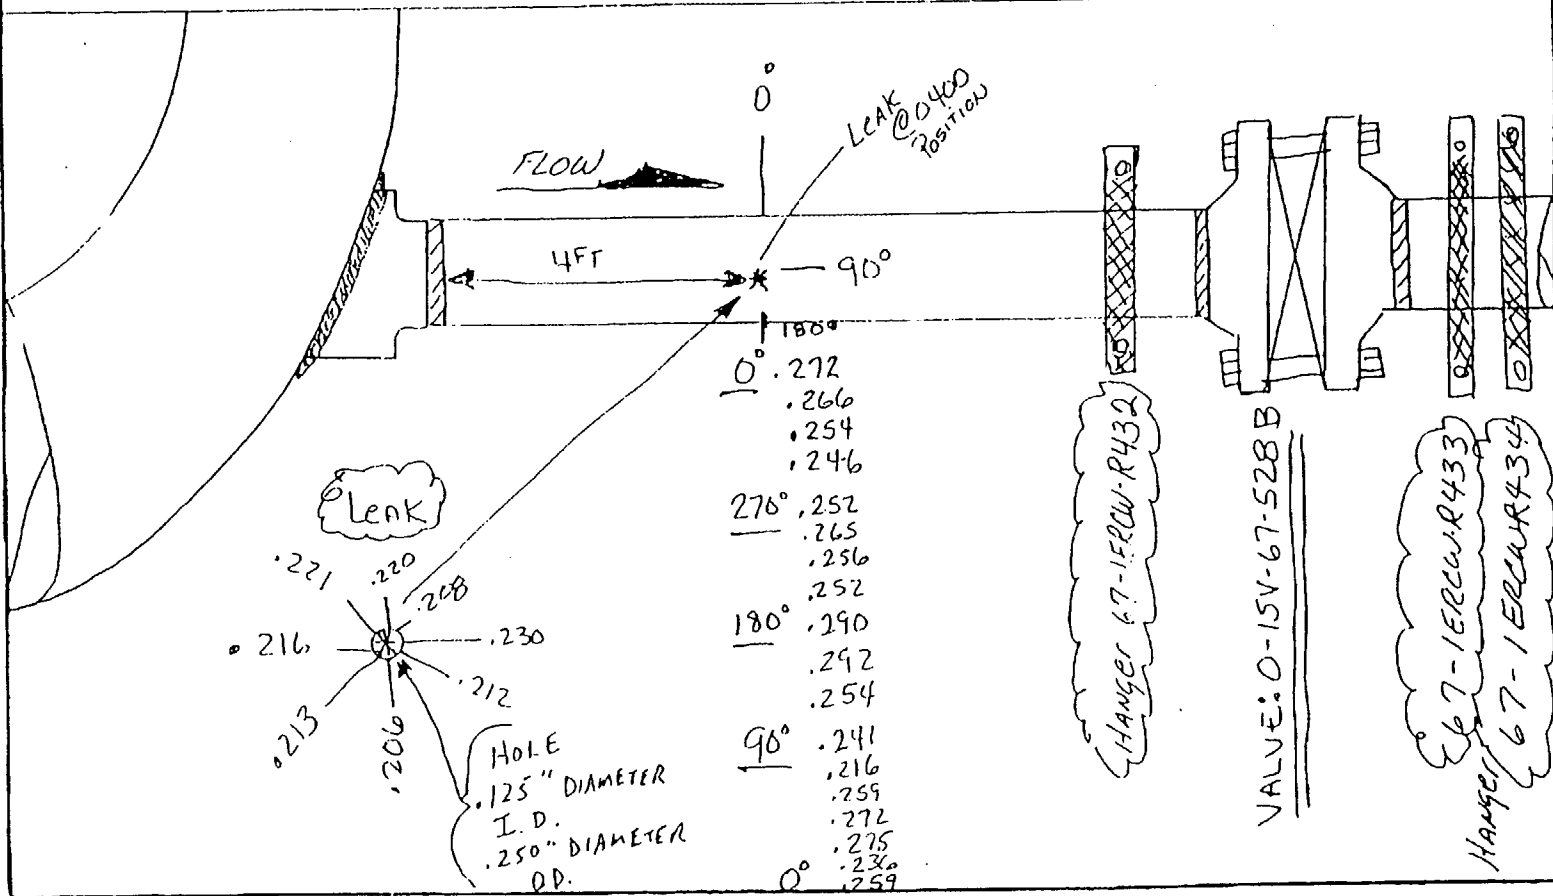 0°
FLOW
LEAK
@0400
POSITION
4FT
90°
180°
0° .272
.266
.254
.246
270° .252
.265
.256
.252
180° .290
.292
.254
90° .241
.216
.259
.272
.275
.236
0° .259
Leak
.221
.220
.208
.216
.230
.212
.213
.206
HOLE
.125" DIAMETER
I.D.
.250" DIAMETER
OD.
Hanger 67-1ERCW-R432
VALVE: 0-ISV-67-528B
67-1ERCW-R433
Hanger 67-1ERCW-R434